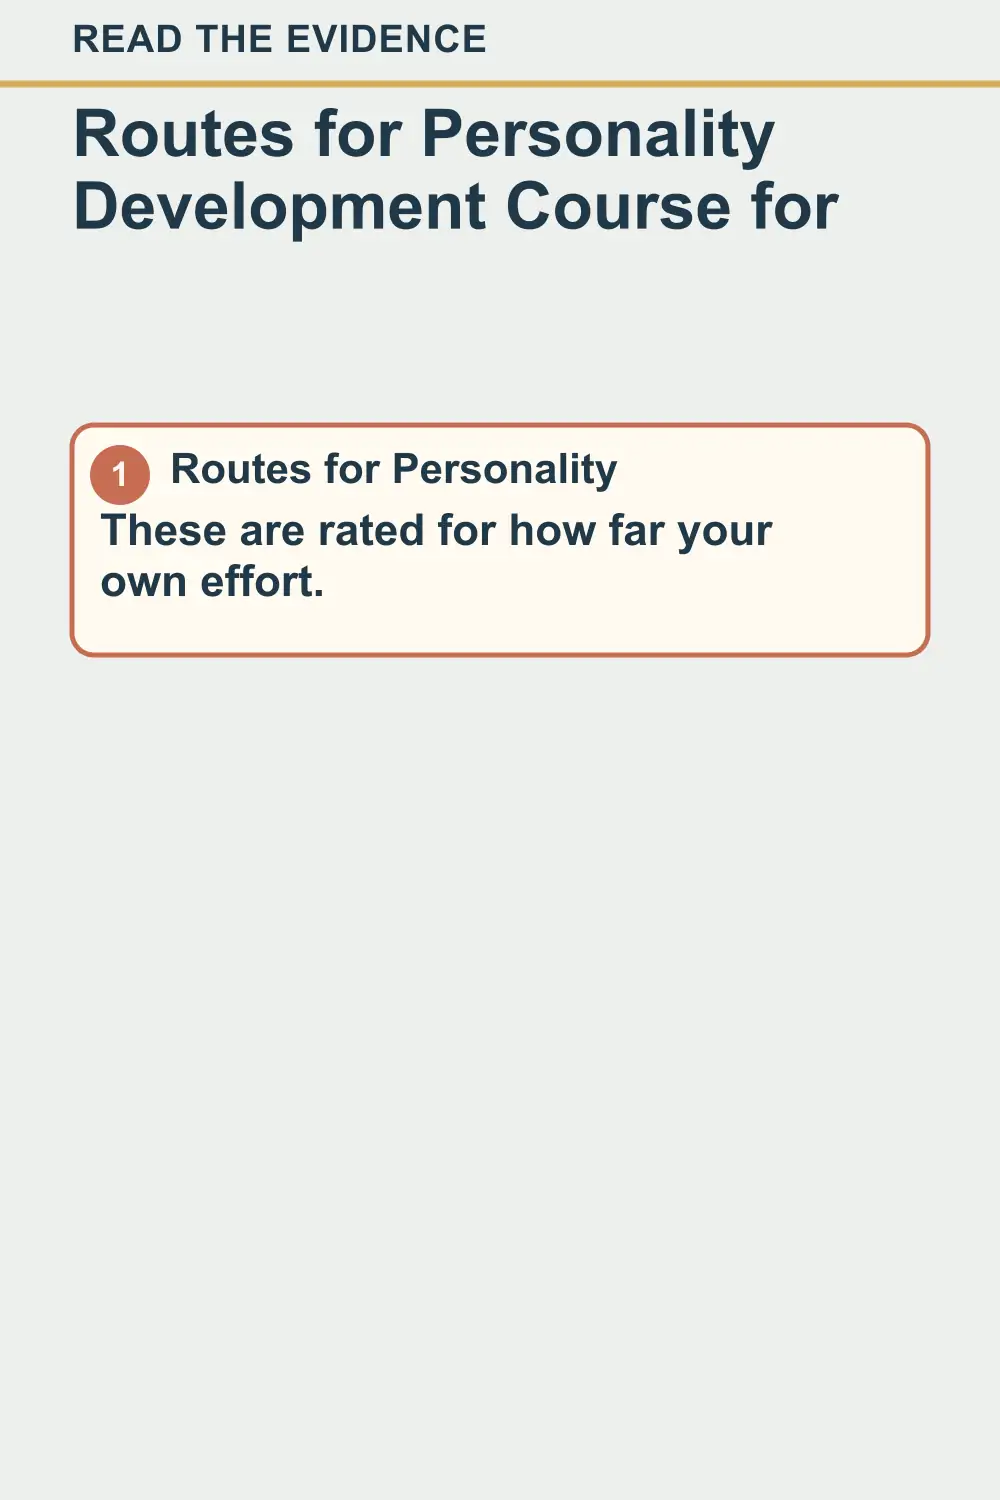 READ THE EVIDENCE
Routes for Personality
Development Course for
1 Routes for Personality
These are rated for how far your
own effort.